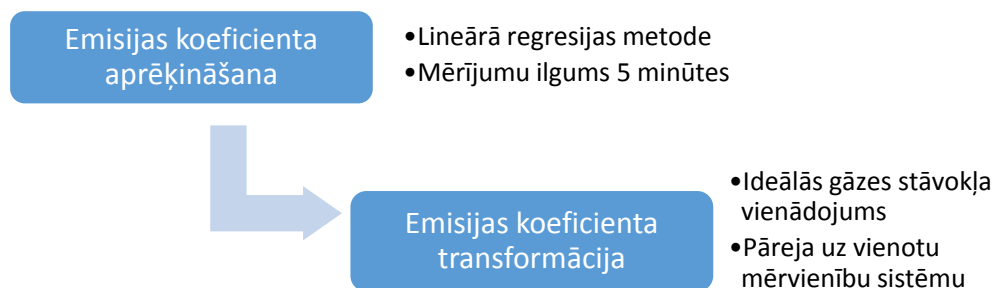 Emisijas koeficienta
aprēķināšana
•Lineārā regresijas metode
•Mērījumu ilgums 5 minūtes
Emisijas koeficienta
transformācija
•Ideālās gāzes stāvokļa
vienādojums
•Pāreja uz vienotu
mērvienību sistēmu